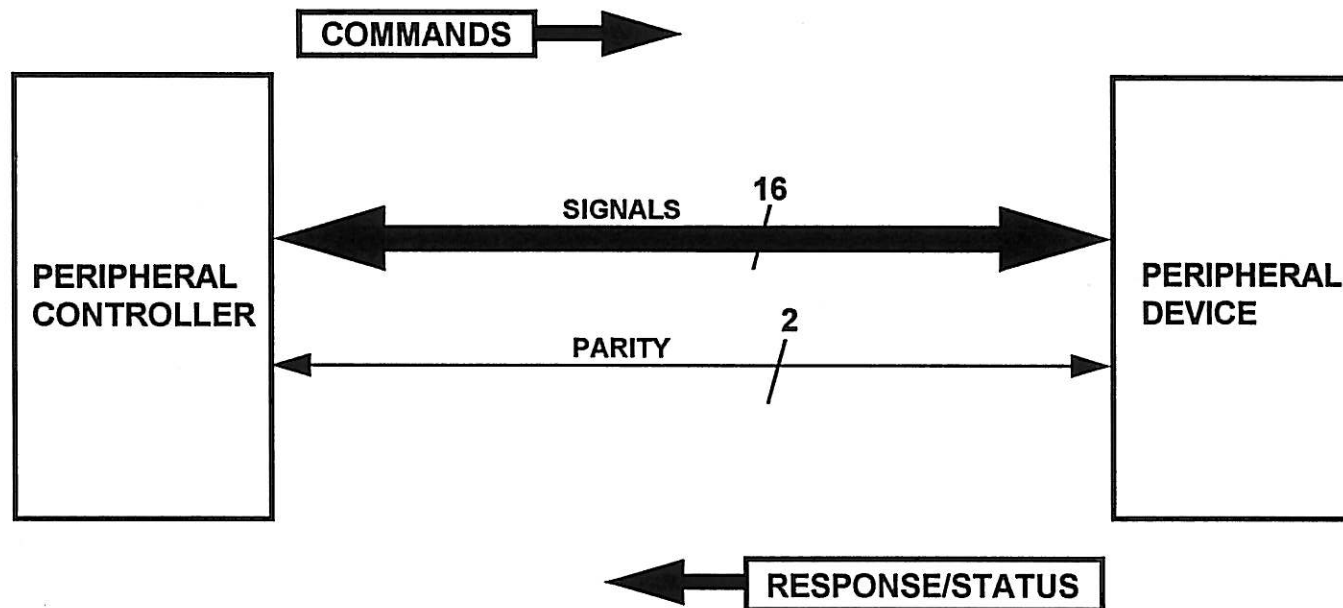 COMMANDS
16
SIGNALS
PERIPHERAL
CONTROLLER
PERIPHERAL
DEVICE
2
PARITY
RESPONSE/STATUS